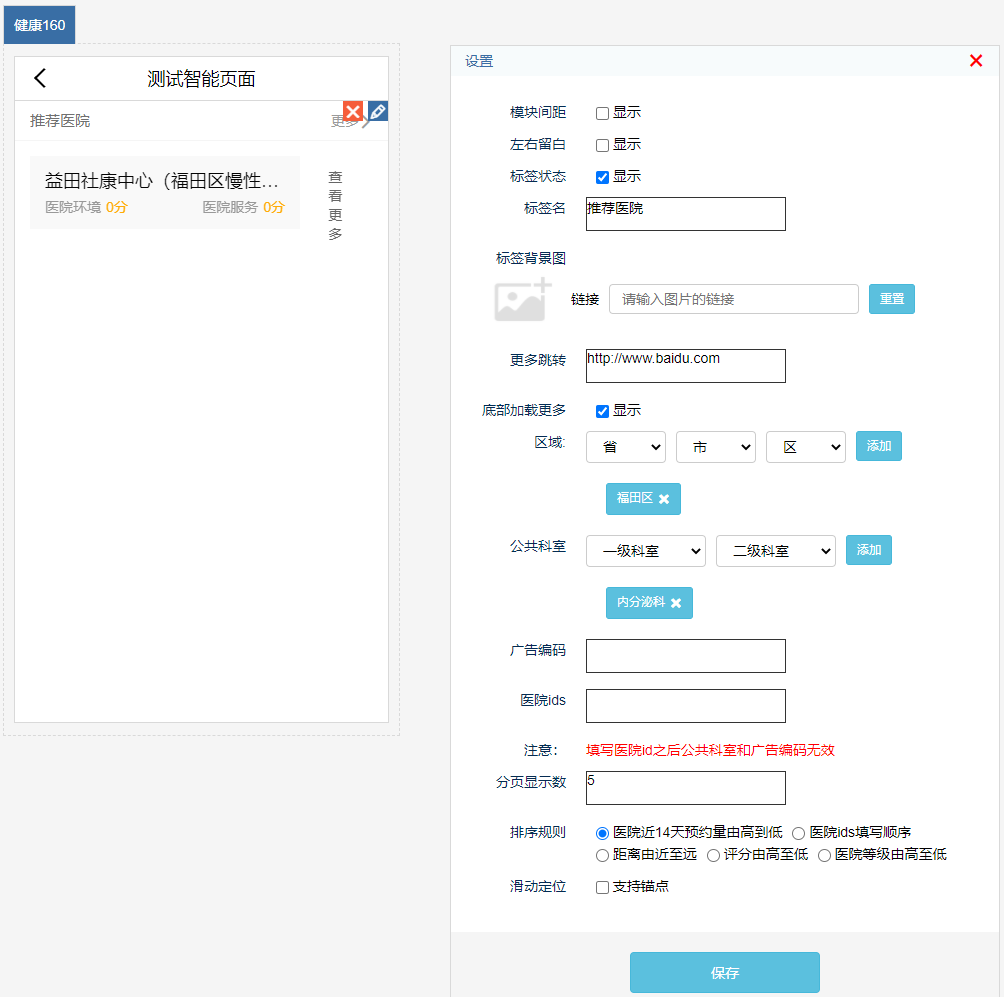 健康160
测试智能页面
推荐医院
更多
益田社康中心（福田区慢性...
医院环境 0分 医院服务 0分
查看更多
设置
模块间距 显示
左右留白 显示
标签状态 显示
标签名 推荐医院
标签背景图
链接 请输入图片的链接 重置
更多跳转 http://www.baidu.com
底部加载更多 显示
区域: 省 市 区 添加
福田区
公共科室 一级科室 二级科室 添加
内分泌科
广告编码
医院ids
注意： 填写医院id之后公共科室和广告编码无效
分页显示数 5
排序规则 医院近14天预约量由高到低 医院ids填写顺序
距离由近至远 评分由高至低 医院等级由高至低
滑动定位 支持锚点
保存